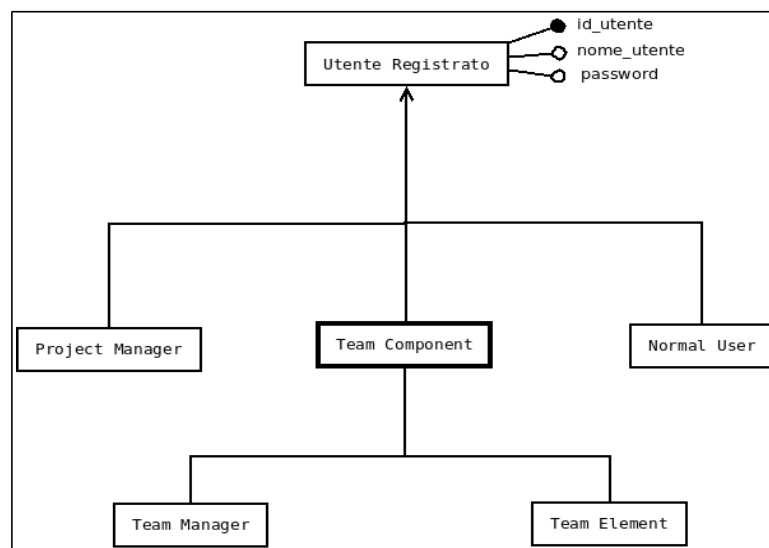 id_utente
Utente Registrato
nome_utente
password
Project Manager
Team Component
Normal User
Team Manager
Team Element